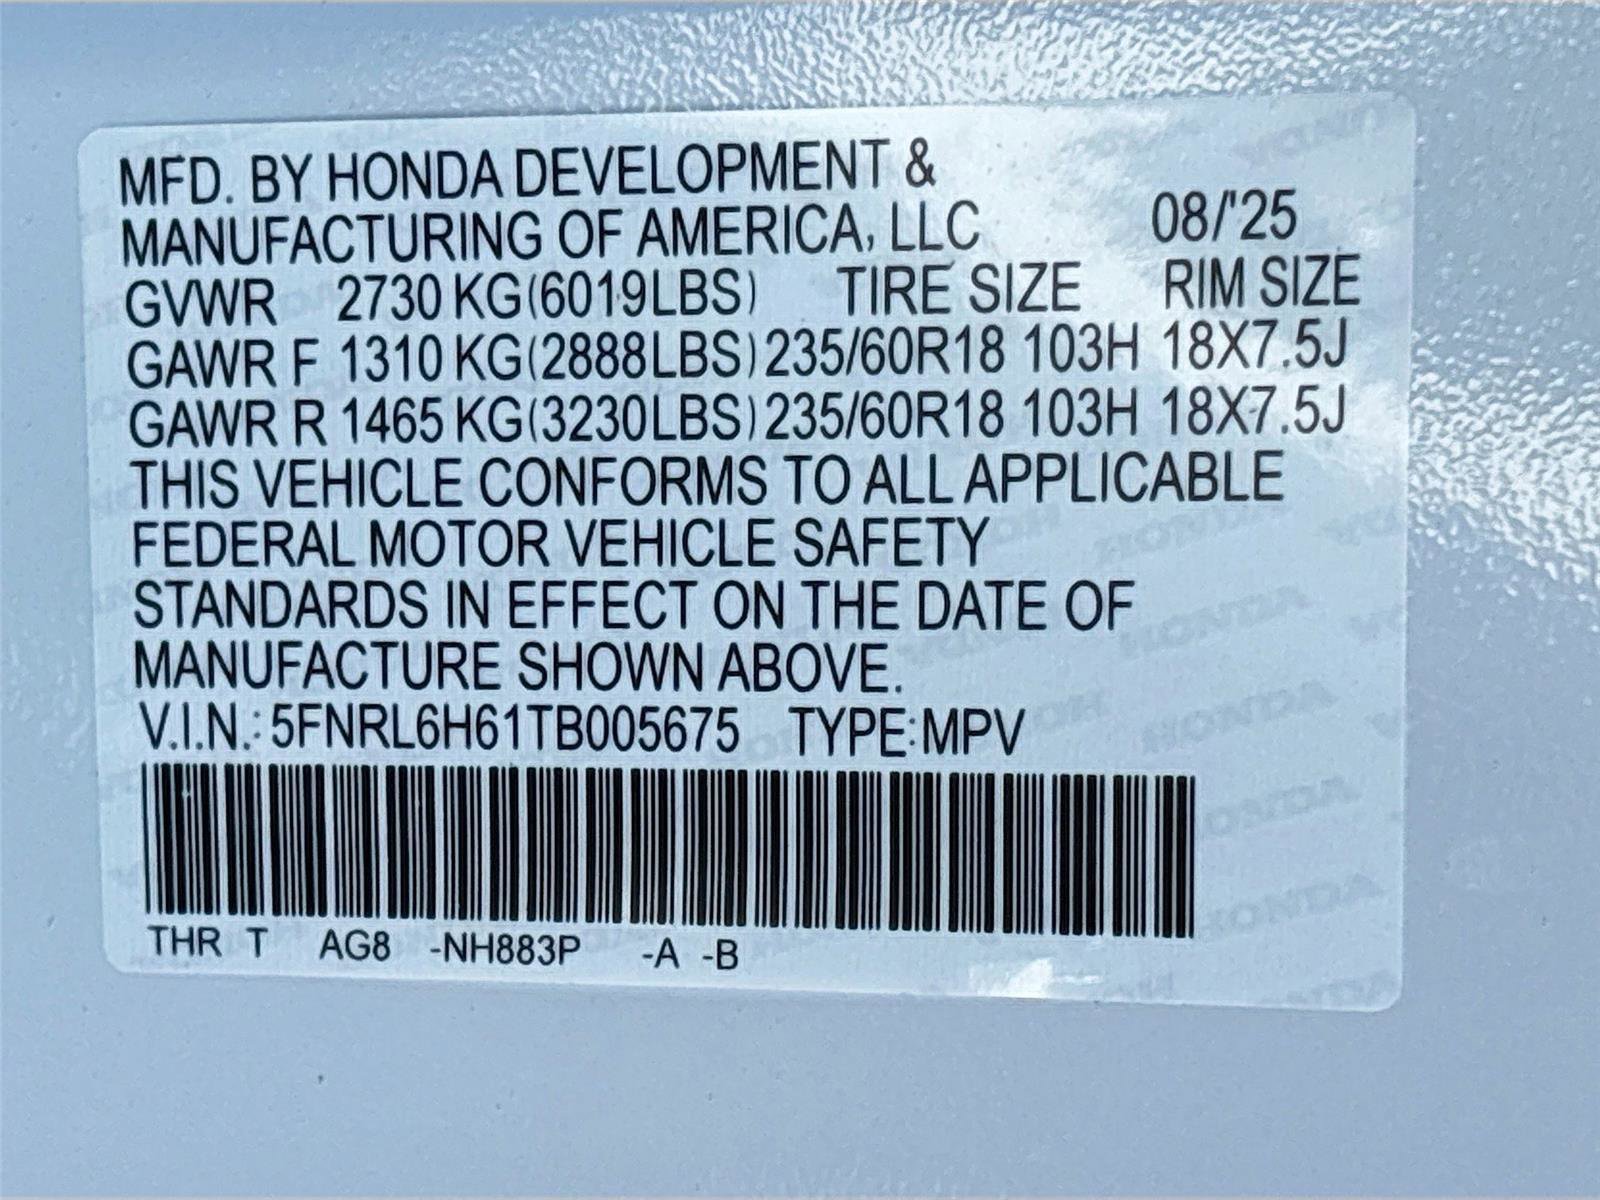 MFD. BY HONDA DEVELOPMENT &
MANUFACTURING OF AMERICA, LLC 08/'25
GVWR 2730 KG(6019LBS) TIRE SIZE RIM SIZE
GAWR F 1310 KG(2888LBS) 235/60R18 103H 18X7.5J
GAWR R 1465 KG(3230LBS) 235/60R18 103H 18X7.5J
THIS VEHICLE CONFORMS TO ALL APPLICABLE
FEDERAL MOTOR VEHICLE SAFETY
STANDARDS IN EFFECT ON THE DATE OF
MANUFACTURE SHOWN ABOVE.
V.I.N.: 5FNRL6H61TB005675 TYPE: MPV
THR T AG8 -NH883P -A -B